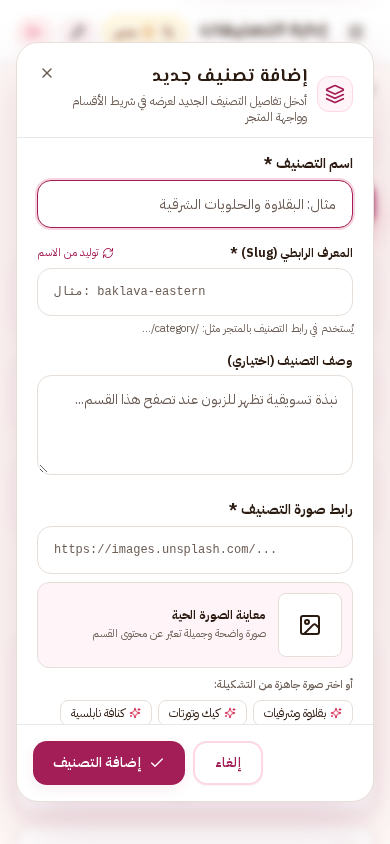 إضافة تصنيف جديد
أدخل تفاصيل التصنيف الجديد لعرضه في شريط الأقسام
وواجهة المتجر
اسم التصنيف *
مثال: البقلاوة والحلويات الشرقية
المعرف الرابطي (Slug) *
توليد من الاسم
مثال: baklava-eastern
يُستخدم في رابط التصنيف بالمتجر مثل: /category/...
وصف التصنيف (اختياري)
نبذة تسويقية تظهر للزبون عند تصفح هذا القسم...
رابط صورة التصنيف *
https://images.unsplash.com/...
معاينة الصورة الحية
صورة واضحة وجميلة تعبّر عن محتوى القسم
أو اختر صورة جاهزة من التشكيلة:
بقلاوة وشرقيات
كيك وتورتات
كنافة نابلسية
إلغاء
إضافة التصنيف